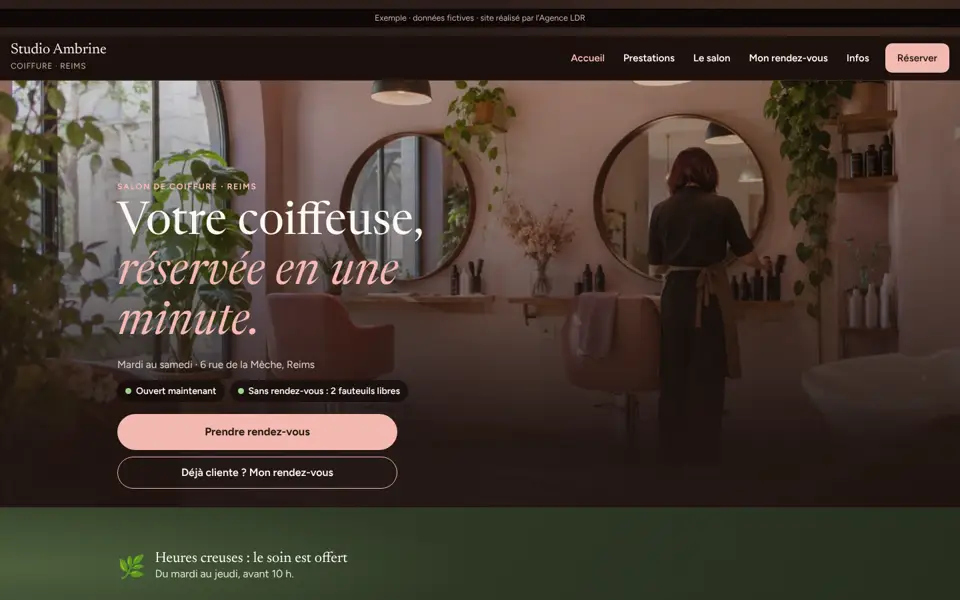 Exemple · données fictives · site réalisé par l'Agence LDR
Studio Ambrine
COIFFURE · REIMS
Accueil
Prestations
Le salon
Mon rendez-vous
Infos
Réserver
SALON DE COIFFURE · REIMS
Votre coiffeuse,
réservée en une
minute.
Mardi au samedi · 6 rue de la Mèche, Reims
Ouvert maintenant
Sans rendez-vous : 2 fauteuils libres
Prendre rendez-vous
Déjà cliente ? Mon rendez-vous
Heures creuses : le soin est offert
Du mardi au jeudi, avant 10 h.